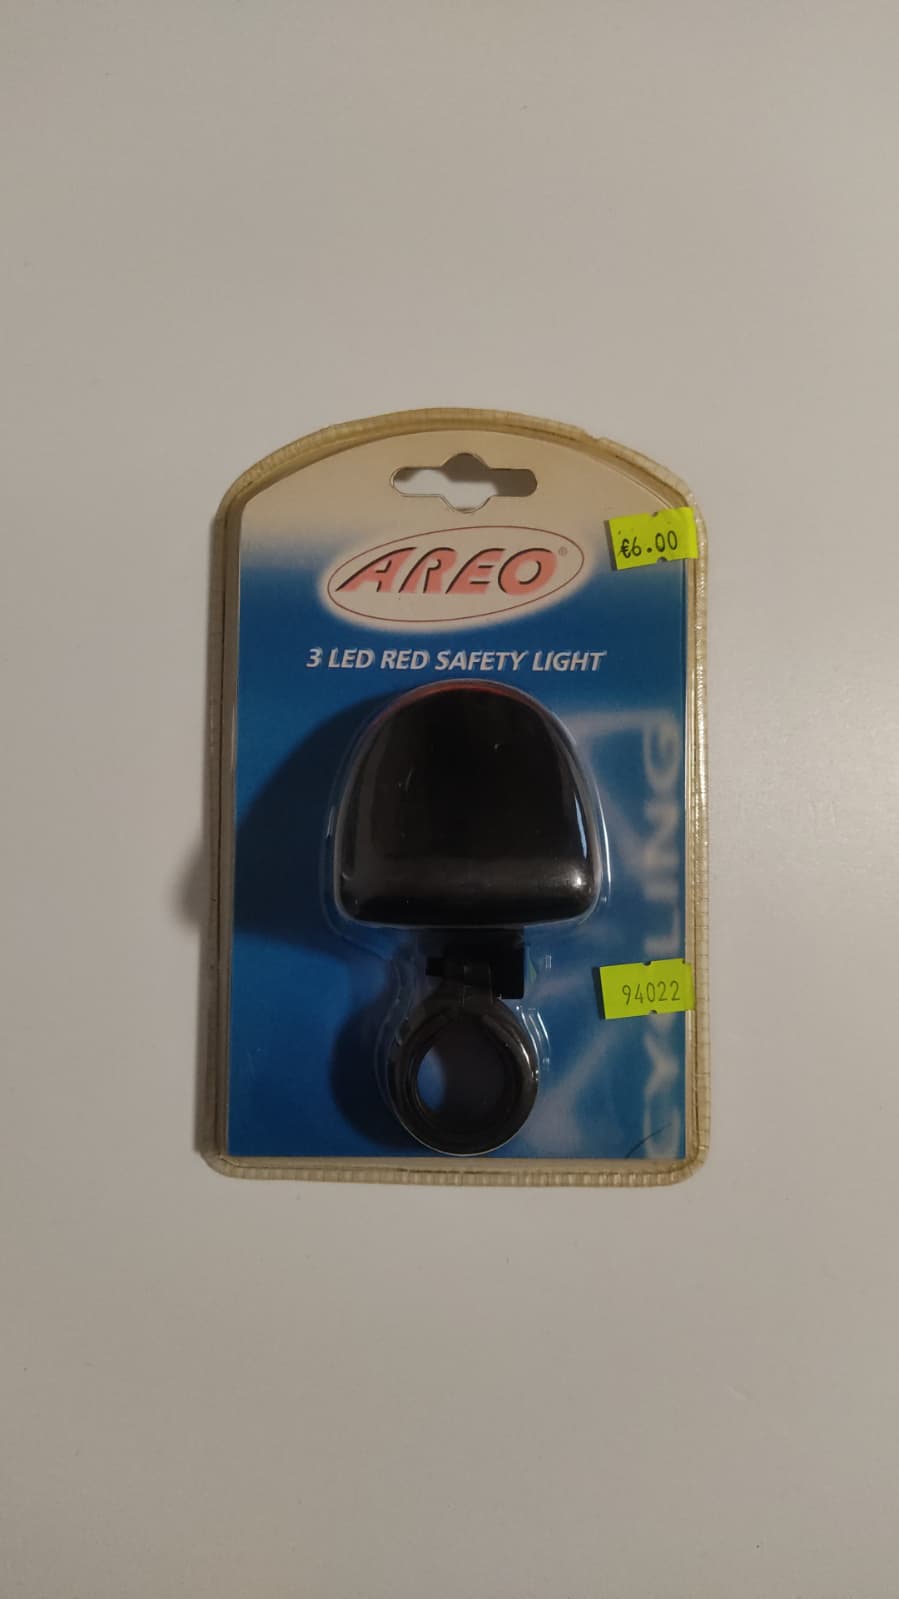 AREO®
€6.00
3 LED RED SAFETY LIGHT
CYCLING
94022